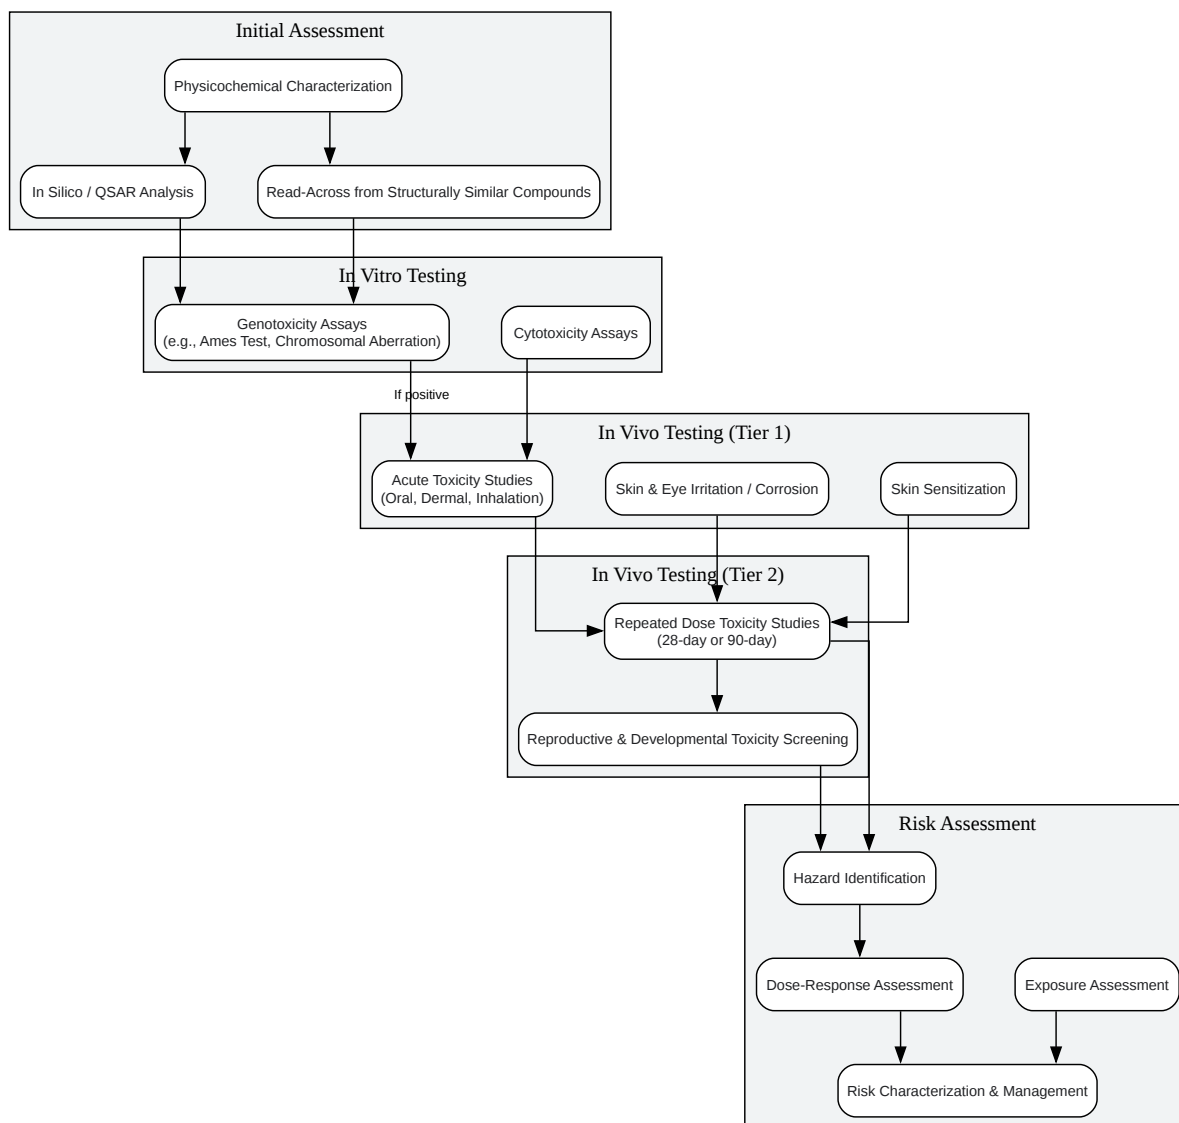 Initial Assessment
Physicochemical Characterization
In Silico / QSAR Analysis
Read-Across from Structurally Similar Compounds
In Vitro Testing
Genotoxicity Assays
(e.g., Ames Test, Chromosomal Aberration)
Cytotoxicity Assays
If positive
In Vivo Testing (Tier 1)
Acute Toxicity Studies
(Oral, Dermal, Inhalation)
Skin & Eye Irritation / Corrosion
Skin Sensitization
In Vivo Testing (Tier 2)
Repeated Dose Toxicity Studies
(28-day or 90-day)
Reproductive & Developmental Toxicity Screening
Risk Assessment
Hazard Identification
Dose-Response Assessment
Exposure Assessment
Risk Characterization & Management